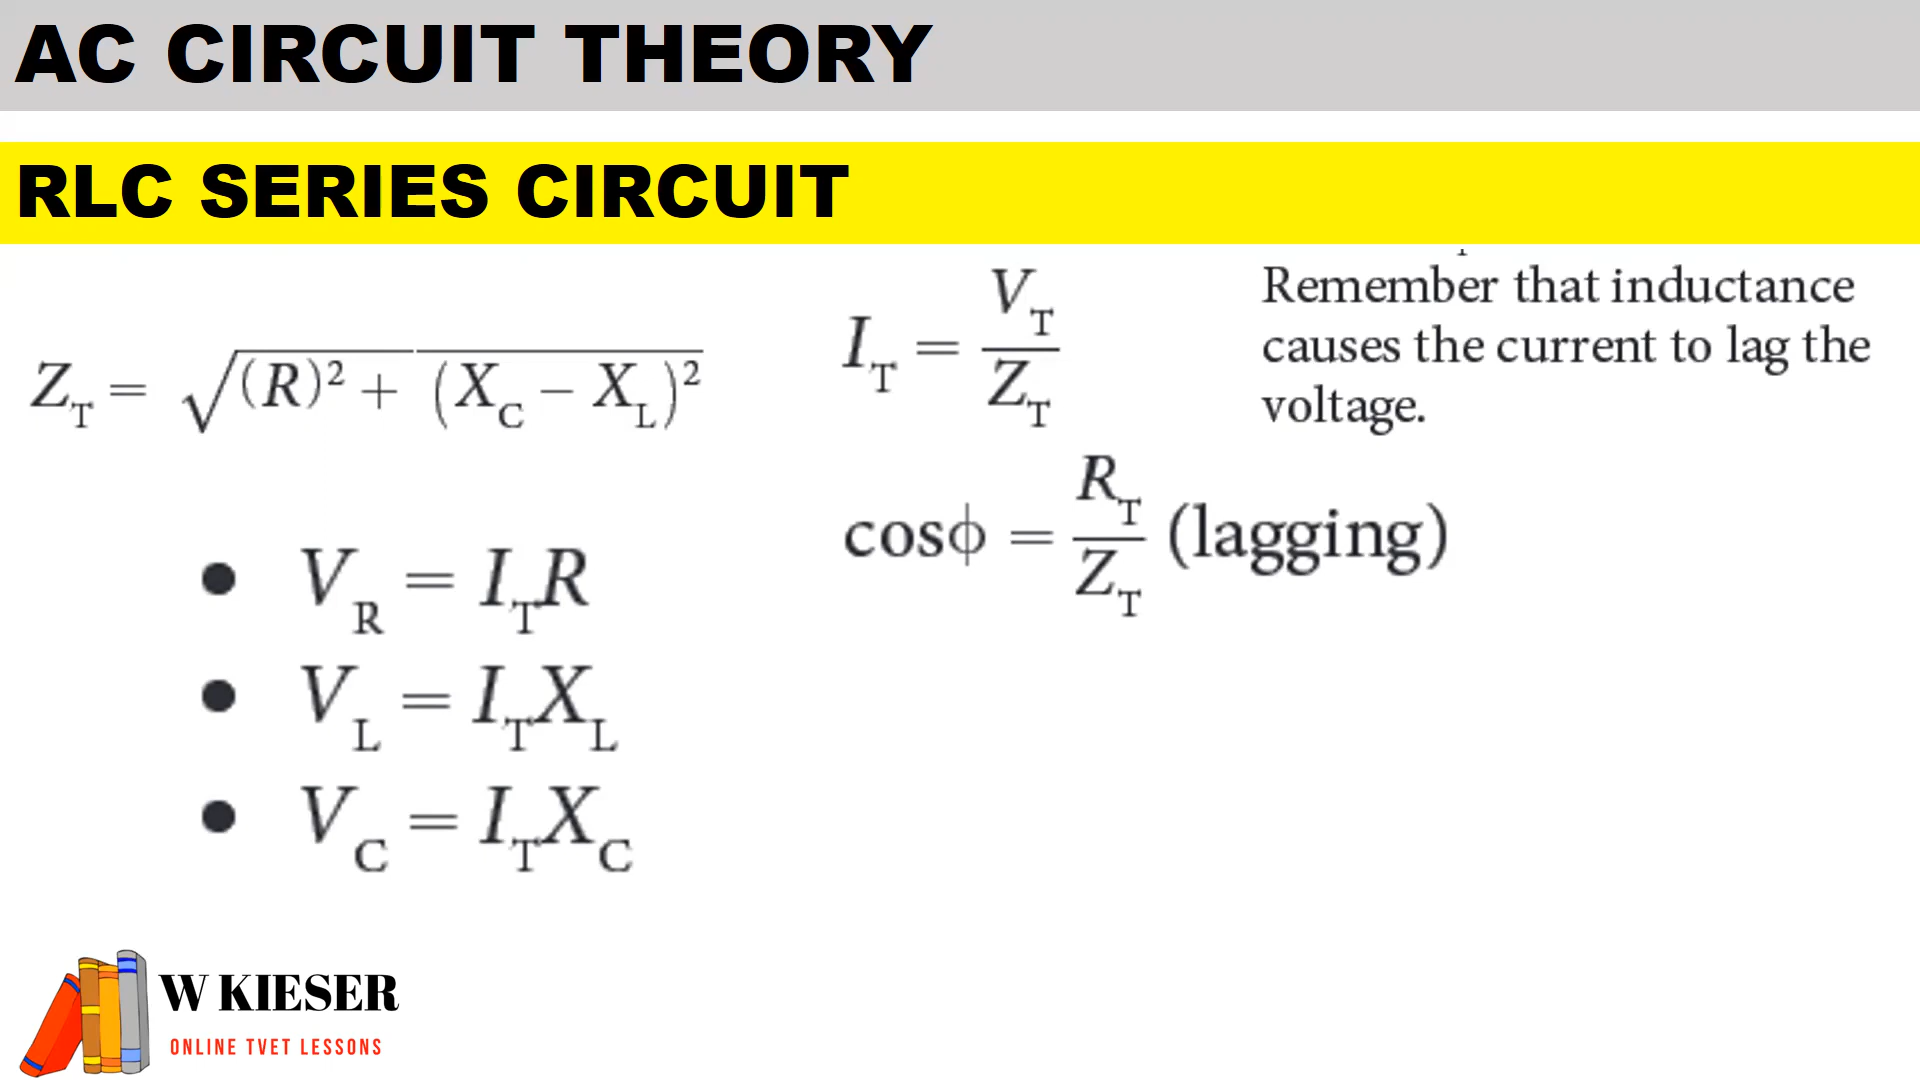 AC CIRCUIT THEORY
RLC SERIES CIRCUIT
Z_T = √(R)² + (X_C − X_L)²
• V_R = I_T R
• V_L = I_T X_L
• V_C = I_T X_C
I_T = V_T / Z_T
Remember that inductance
causes the current to lag the
voltage.
cosϕ = R_T / Z_T (lagging)
W KIESER
ONLINE TVET LESSONS